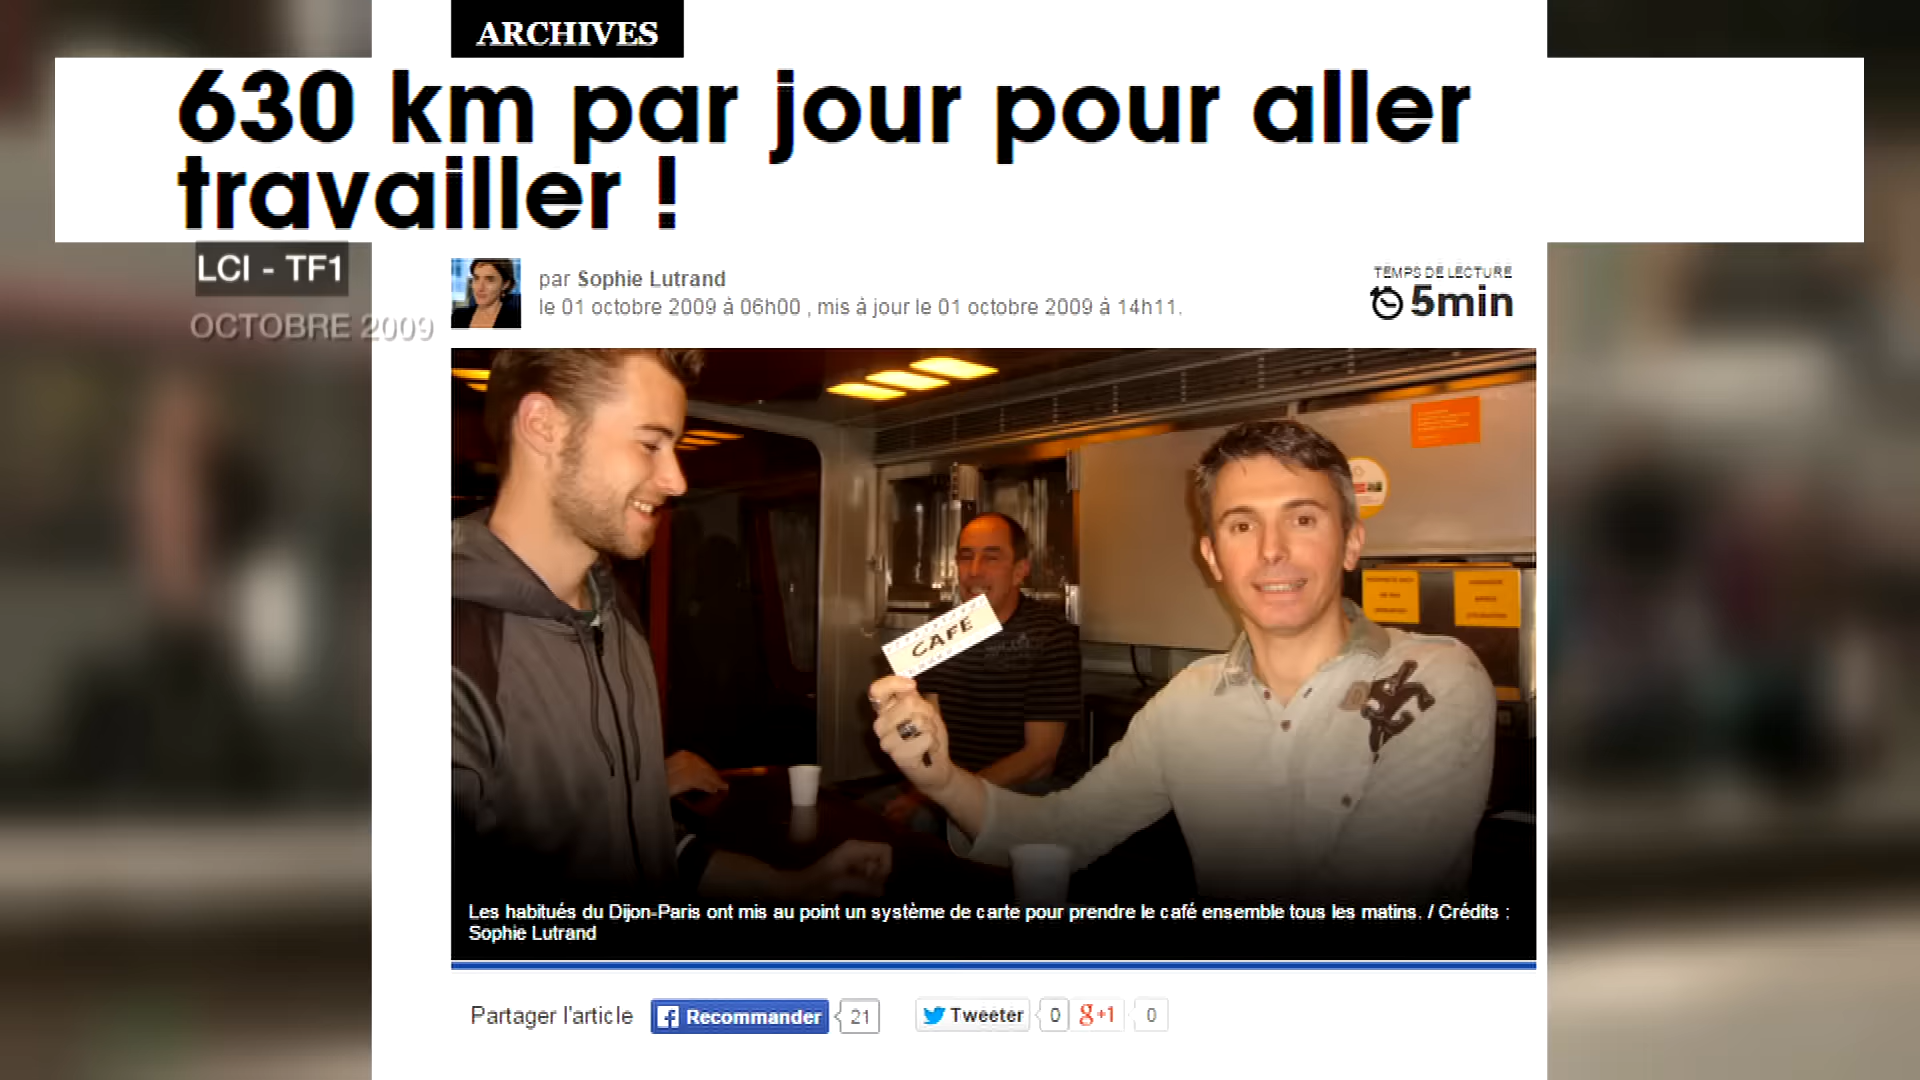 ARCHIVES
630 km par jour pour aller
travailler !
LCI - TF1
OCTOBRE 2009
par Sophie Lutrand
le 01 octobre 2009 à 06h00 , mis à jour le 01 octobre 2009 à 14h11.
TEMPS DE LECTURE
5min
CAFE
Les habitués du Dijon-Paris ont mis au point un système de carte pour prendre le café ensemble tous les matins. / Crédits :
Sophie Lutrand
Partager l'article
Recommander
21
Tweeter
0
g+1
0